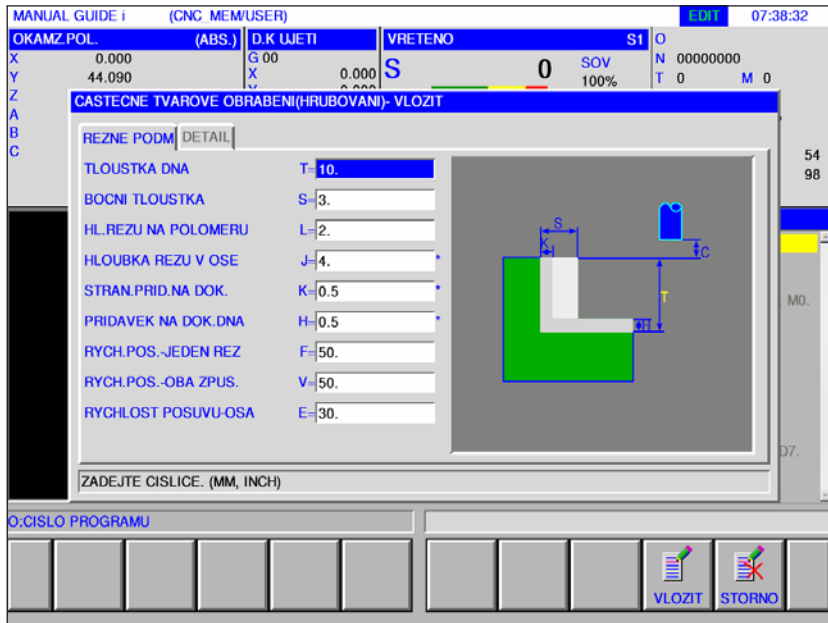 MANUAL GUIDE i (CNC_MEM/USER) EDIT 07:38:32
OKAMZ.POL. (ABS.) D.K UJETI VRETENO S1 O
X 0.000 G 00 S 0 SOV N 00000000
Y 44.090 X 0.000 100% T 0 M 0
Z
CASTECNE TVAROVE OBRABENI(HRUBOVANI)- VLOZIT
A
B
C
REZNE PODM DETAIL
54
98
TLOUSTKA DNA T= 10.
BOCNI TLOUSTKA S= 3.
HL.REZU NA POLOMERU L= 2.
HLOUBKA REZU V OSE J= 4. *
STRAN.PRID.NA DOK. K= 0.5 *
PRIDAVEK NA DOK.DNA H= 0.5 *
RYCH.POS.-JEDEN REZ F= 50.
RYCH.POS.-OBA ZPUS. V= 50.
RYCHLOST POSUVU-OSA E= 30.
S
K
C
T
H
M0.
D7.
ZADEJTE CISLICE. (MM, INCH)
O:CISLO PROGRAMU
VLOZIT STORNO